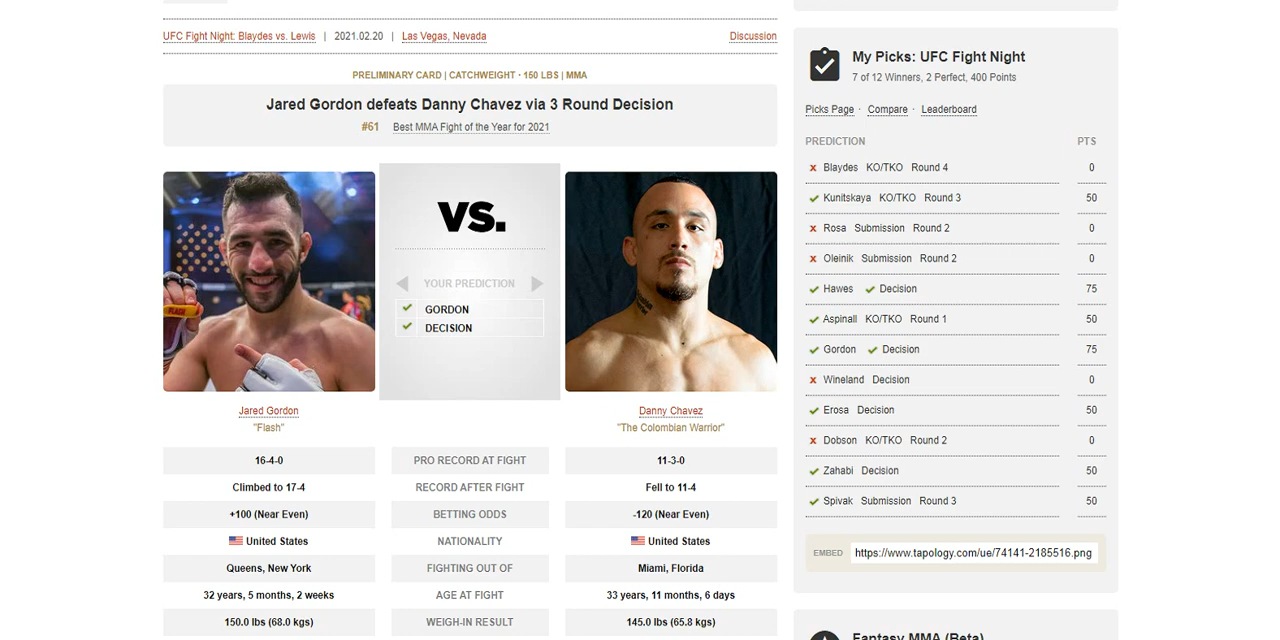 UFC Fight Night: Blaydes vs. Lewis | 2021.02.20 | Las Vegas, Nevada Discussion
PRELIMINARY CARD | CATCHWEIGHT · 150 LBS | MMA
Jared Gordon defeats Danny Chavez via 3 Round Decision
#61 Best MMA Fight of the Year for 2021
FLASH
VS.
YOUR PREDICTION
GORDON
DECISION
Jared Gordon Danny Chavez
"Flash" "The Colombian Warrior"
16-4-0 PRO RECORD AT FIGHT 11-3-0
Climbed to 17-4 RECORD AFTER FIGHT Fell to 11-4
+100 (Near Even) BETTING ODDS -120 (Near Even)
United States NATIONALITY United States
Queens, New York FIGHTING OUT OF Miami, Florida
32 years, 5 months, 2 weeks AGE AT FIGHT 33 years, 11 months, 6 days
150.0 lbs (68.0 kgs) WEIGH-IN RESULT 145.0 lbs (65.8 kgs)
My Picks: UFC Fight Night
7 of 12 Winners, 2 Perfect, 400 Points
Picks Page · Compare · Leaderboard
PREDICTION PTS
x Blaydes KO/TKO Round 4 0
✓ Kunitskaya KO/TKO Round 3 50
x Rosa Submission Round 2 0
x Oleinik Submission Round 2 0
✓ Hawes ✓ Decision 75
✓ Aspinall KO/TKO Round 1 50
✓ Gordon ✓ Decision 75
x Wineland Decision 0
✓ Erosa Decision 50
x Dobson KO/TKO Round 2 0
✓ Zahabi Decision 50
✓ Spivak Submission Round 3 50
EMBED https://www.tapology.com/ue/74141-2185516.png
Fantasy MMA (Beta)